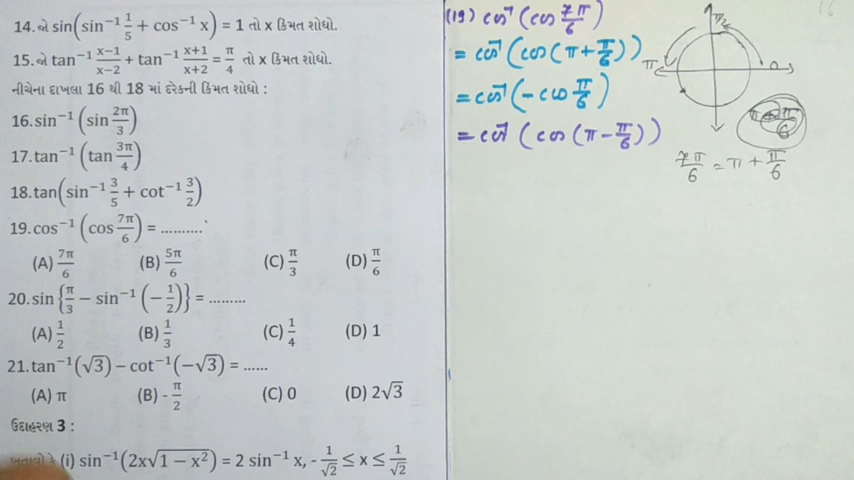 14. જો sin(sin⁻¹ 1/5 + cos⁻¹ x) = 1 તો x કિંમત શોધો.
15. જો tan⁻¹ (x−1)/(x−2) + tan⁻¹ (x+1)/(x+2) = π/4 તો x કિંમત શોધો.
નીચેના દાખલા 16 થી 18 માં દરેકની કિંમત શોધો :
16. sin⁻¹ (sin 2π/3)
17. tan⁻¹ (tan 3π/4)
18. tan(sin⁻¹ 3/5 + cot⁻¹ 3/2)
19. cos⁻¹ (cos 7π/6) = ..........
(A) 7π/6 (B) 5π/6 (C) π/3 (D) π/6
20. sin {π/3 − sin⁻¹ (−1/2)} = .........
(A) 1/2 (B) 1/3 (C) 1/4 (D) 1
21. tan⁻¹(√3) − cot⁻¹(−√3) = ......
(A) π (B) -π/2 (C) 0 (D) 2√3
ઉદાહરણ 3 :
(i) sin⁻¹(2x√(1 − x²)) = 2 sin⁻¹ x, -1/√2 ≤ x ≤ 1/√2
(19) cos⁻¹ (cos 7π/6)
= cos⁻¹ (cos (π + π/6))
= cos⁻¹ (−cos π/6)
= cos⁻¹ (cos (π − π/6))
π/2
π 0
7π/6 = π + π/6
16